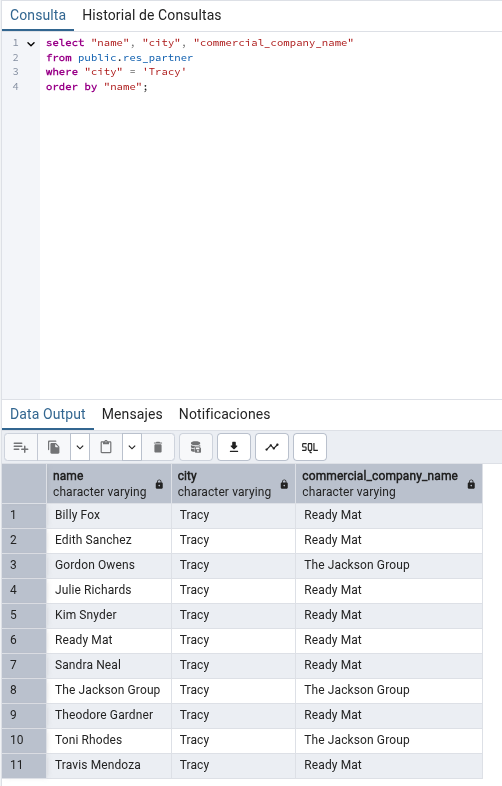 Consulta Historial de Consultas
1 select "name", "city", "commercial_company_name"
2 from public.res_partner
3 where "city" = 'Tracy'
4 order by "name";
Data Output Mensajes Notificaciones
SQL
name city commercial_company_name
character varying character varying character varying
1 Billy Fox Tracy Ready Mat
2 Edith Sanchez Tracy Ready Mat
3 Gordon Owens Tracy The Jackson Group
4 Julie Richards Tracy Ready Mat
5 Kim Snyder Tracy Ready Mat
6 Ready Mat Tracy Ready Mat
7 Sandra Neal Tracy Ready Mat
8 The Jackson Group Tracy The Jackson Group
9 Theodore Gardner Tracy Ready Mat
10 Toni Rhodes Tracy The Jackson Group
11 Travis Mendoza Tracy Ready Mat